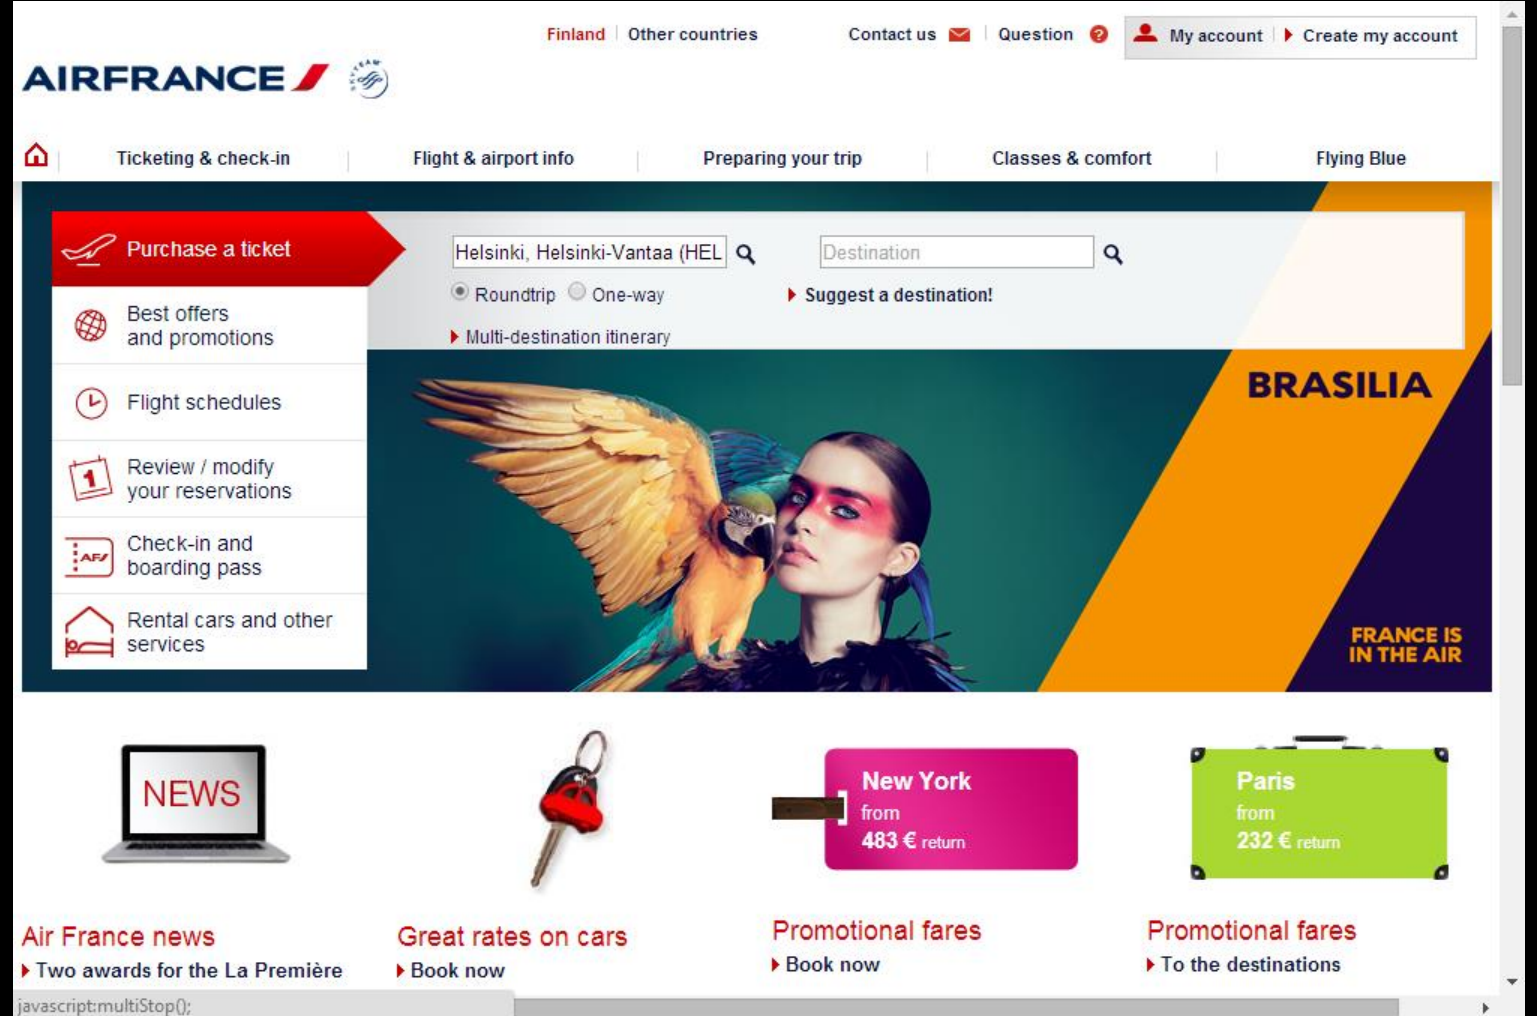 Finland
Other countries
Contact us
Question
?
My account
Create my account
AIRFRANCE
SKYTEAM
Ticketing & check-in
Flight & airport info
Preparing your trip
Classes & comfort
Flying Blue
Purchase a ticket
Helsinki, Helsinki-Vantaa (HEL
Destination
Roundtrip
One-way
Suggest a destination!
Multi-destination itinerary
Best offers
and promotions
Flight schedules
1
Review / modify
your reservations
AF
Check-in and
boarding pass
Rental cars and other
services
BRASILIA
FRANCE IS
IN THE AIR
NEWS
New York
from
483 € return
Paris
from
232 € return
Air France news
Two awards for the La Première
Great rates on cars
Book now
Promotional fares
Book now
Promotional fares
To the destinations
javascript:multiStop();